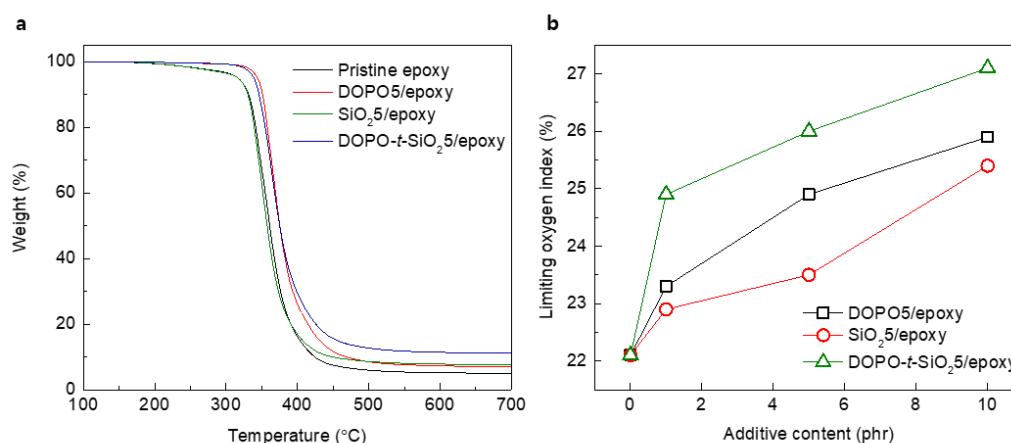 a
100
80
60
40
20
0
Weight (%)
100 200 300 400 500 600 700
Temperature (°C)
Pristine epoxy
DOPO5/epoxy
SiO₂5/epoxy
DOPO-t-SiO₂5/epoxy
b
27
26
25
24
23
22
Limiting oxygen index (%)
0 2 4 6 8 10
Additive content (phr)
DOPO5/epoxy
SiO₂5/epoxy
DOPO-t-SiO₂5/epoxy